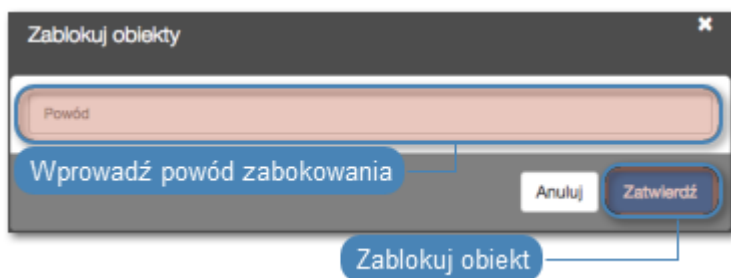 Zablokuj obiekty
Powód
Wprowadź powód zabokowania
Anuluj
Zatwierdź
Zablokuj obiekt